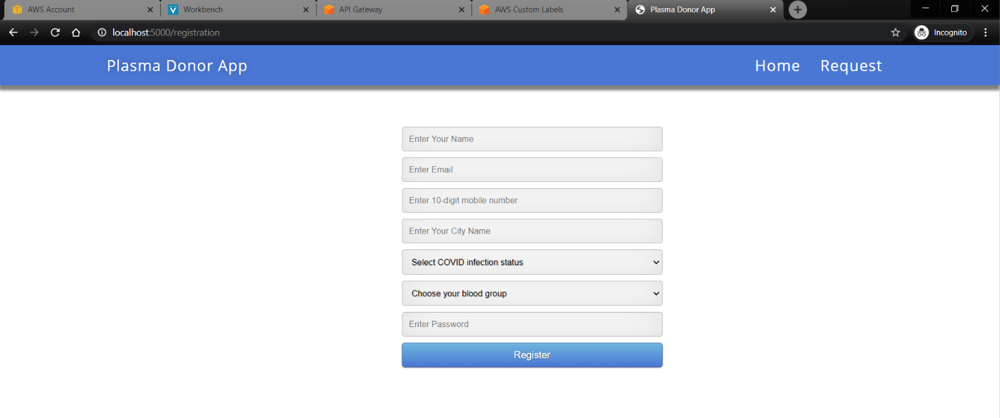 AWS Account
Workbench
API Gateway
AWS Custom Labels
Plasma Donor App
localhost:5000/registration
Incognito
Plasma Donor App
Home
Request
Enter Your Name
Enter Email
Enter 10-digit mobile number
Enter Your City Name
Select COVID infection status
Choose your blood group
Enter Password
Register